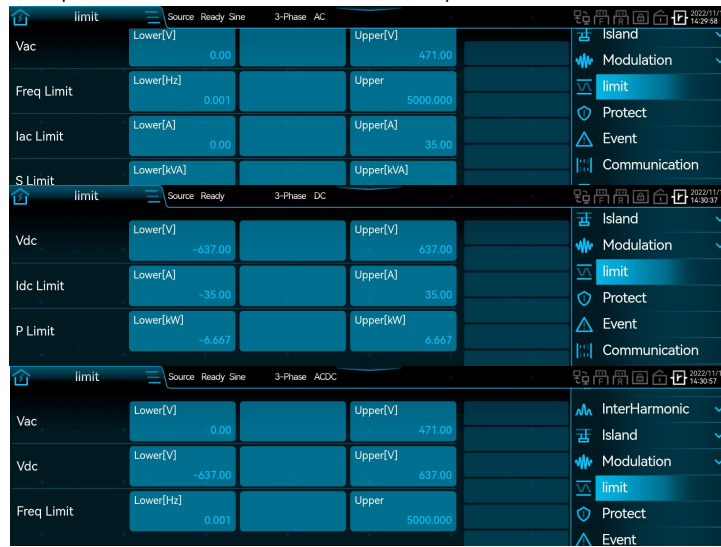 limit Source Ready Sine 3-Phase AC 2022/11/1
14:29:58
Vac Lower[V] 0.00 Upper[V] 471.00
Freq Limit Lower[Hz] 0.001 Upper 5000.000
Iac Limit Lower[A] 0.00 Upper[A] 35.00
S Limit Lower[kVA] Upper[kVA]
Island
Modulation
limit
Protect
Event
Communication
limit Source Ready 3-Phase DC 2022/11/1
14:30:37
Vdc Lower[V] -637.00 Upper[V] 637.00
Idc Limit Lower[A] -35.00 Upper[A] 35.00
P Limit Lower[kW] -6.667 Upper[kW] 6.667
Island
Modulation
limit
Protect
Event
Communication
limit Source Ready Sine 3-Phase ACDC 2022/11/1
14:30:57
Vac Lower[V] 0.00 Upper[V] 471.00
Vdc Lower[V] -637.00 Upper[V] 637.00
Freq Limit Lower[Hz] 0.001 Upper 5000.000
InterHarmonic
Island
Modulation
limit
Protect
Event